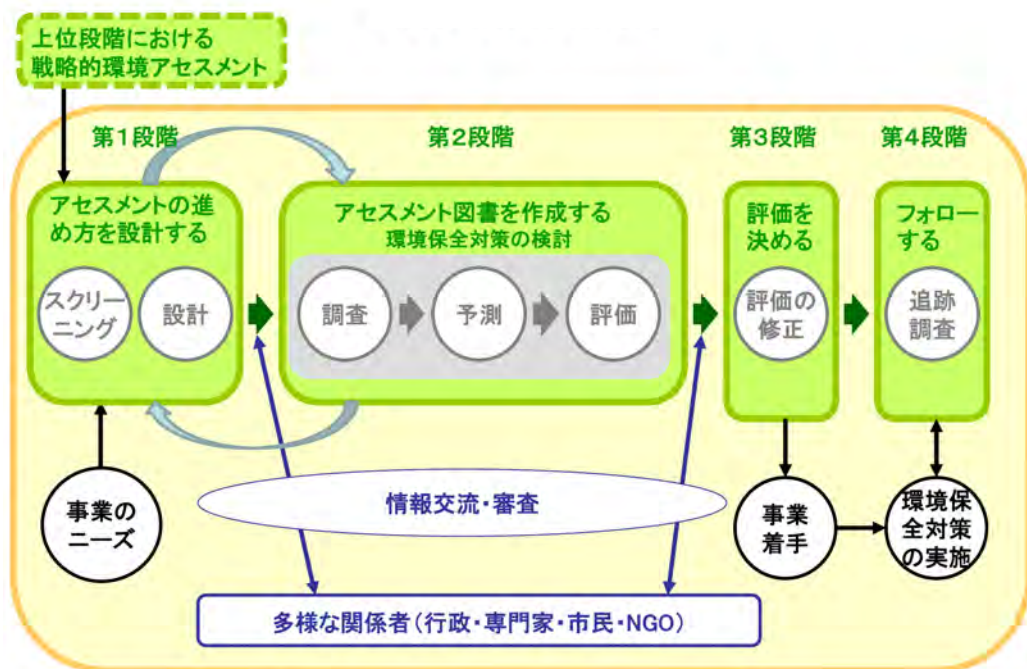 上位段階における
戦略的環境アセスメント
第1段階
第2段階
第3段階
第4段階
アセスメントの進
め方を設計する
スクリー
ニング
設計
アセスメント図書を作成する
環境保全対策の検討
調査
予測
評価
評価を
決める
評価の
修正
フォロー
する
追跡
調査
事業の
ニーズ
情報交流・審査
事業
着手
環境保
全対策
の実施
多様な関係者(行政・専門家・市民・NGO)